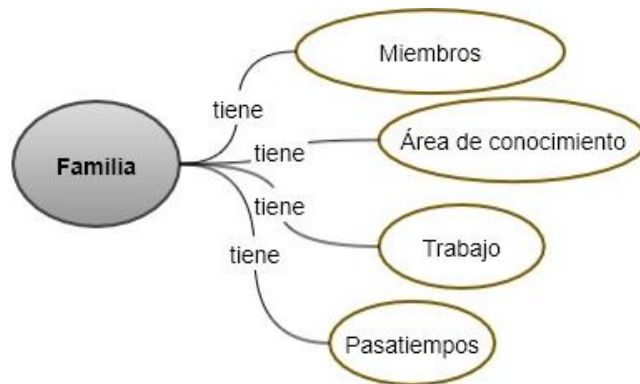 Miembros
tiene
Área de conocimiento
tiene
Familia
tiene
Trabajo
tiene
Pasatiempos